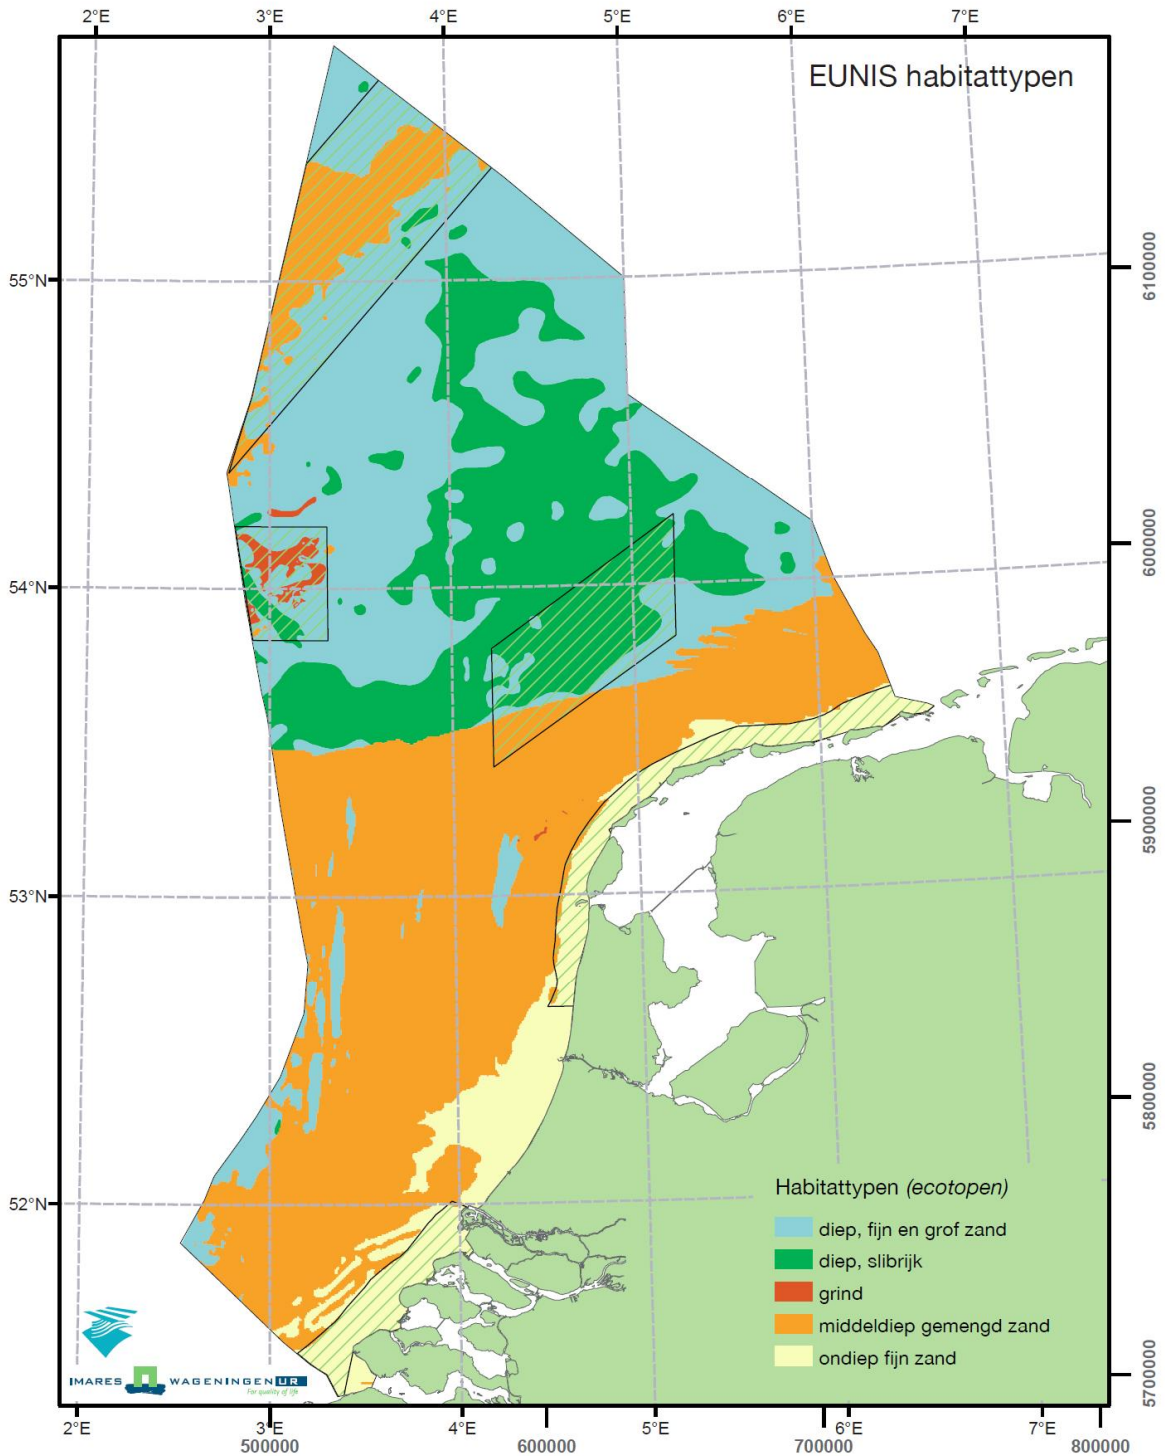 2°E 3°E 4°E 5°E 6°E 7°E
EUNIS habitattypen
55°N
54°N
53°N
52°N
6100000
6000000
5900000
5800000
5700000
Habitattypen (ecotopen)
diep, fijn en grof zand
diep, slibrijk
grind
middeldiep gemengd zand
ondiep fijn zand
IMARES WAGENINGEN UR
For quality of life
2°E 3°E 4°E 5°E 6°E 7°E
500000 600000 700000 800000